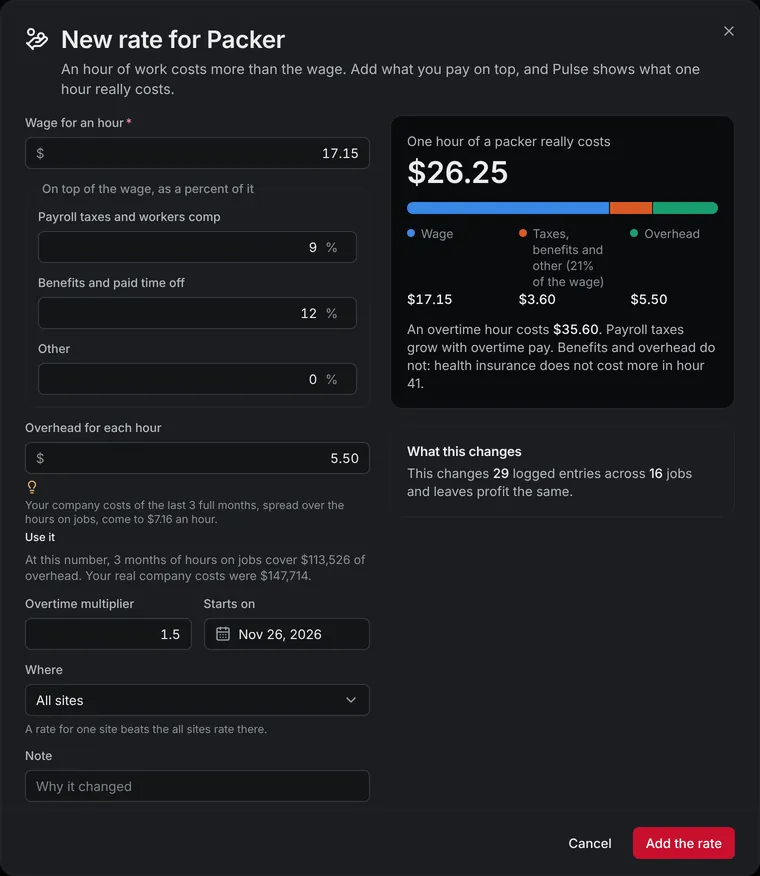 New rate for Packer
An hour of work costs more than the wage. Add what you pay on top, and Pulse shows what one
hour really costs.
Wage for an hour *
$ 17.15
On top of the wage, as a percent of it
Payroll taxes and workers comp
9 %
Benefits and paid time off
12 %
Other
0 %
Overhead for each hour
$ 5.50
Your company costs of the last 3 full months, spread over the
hours on jobs, come to $7.16 an hour.
Use it
At this number, 3 months of hours on jobs cover $113,526 of
overhead. Your real company costs were $147,714.
Overtime multiplier
1.5
Starts on
Nov 26, 2026
Where
All sites
A rate for one site beats the all sites rate there.
Note
Why it changed
One hour of a packer really costs
$26.25
Wage
$17.15
Taxes,
benefits and
other (21%
of the wage)
$3.60
Overhead
$5.50
An overtime hour costs $35.60. Payroll taxes
grow with overtime pay. Benefits and overhead do
not: health insurance does not cost more in hour
41.
What this changes
This changes 29 logged entries across 16 jobs
and leaves profit the same.
Cancel
Add the rate